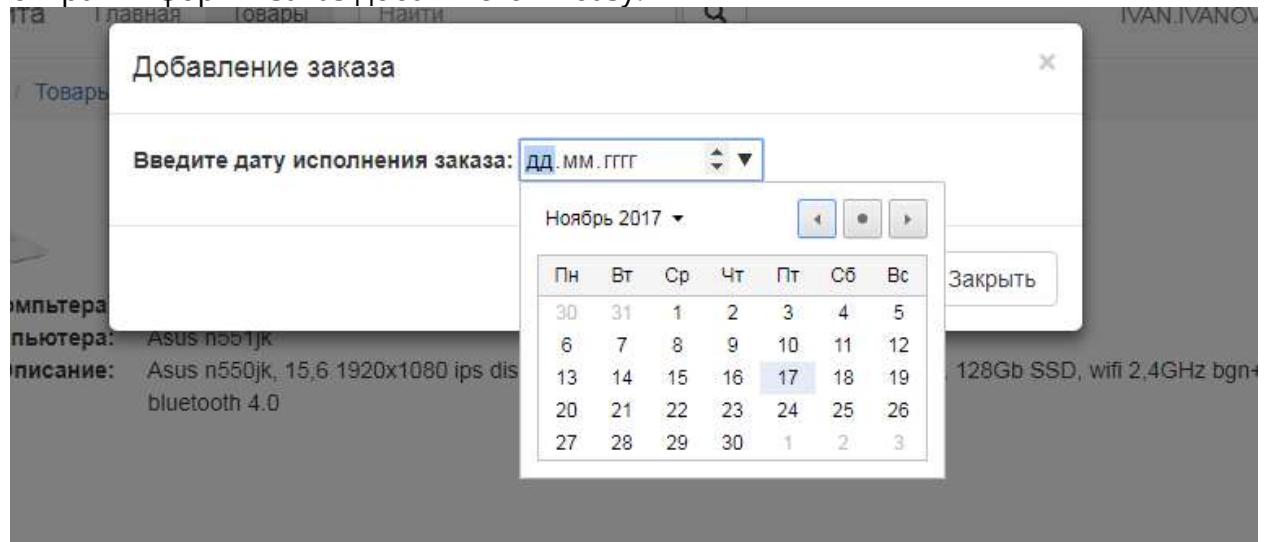 Главная Товары Найти IVAN.IVANOV
Добавление заказа ×
/ Товары
Введите дату исполнения заказа: дд.мм.гггг
Ноябрь 2017
Пн Вт Ср Чт Пт Сб Вс
30 31 1 2 3 4 5
Закрыть
6 7 8 9 10 11 12
13 14 15 16 17 18 19
20 21 22 23 24 25 26
27 28 29 30 1 2 3
Asus n551jk
Asus n550jk, 15,6 1920x1080 ips dis , 128Gb SSD, wifi 2,4GHz bgn+
bluetooth 4.0